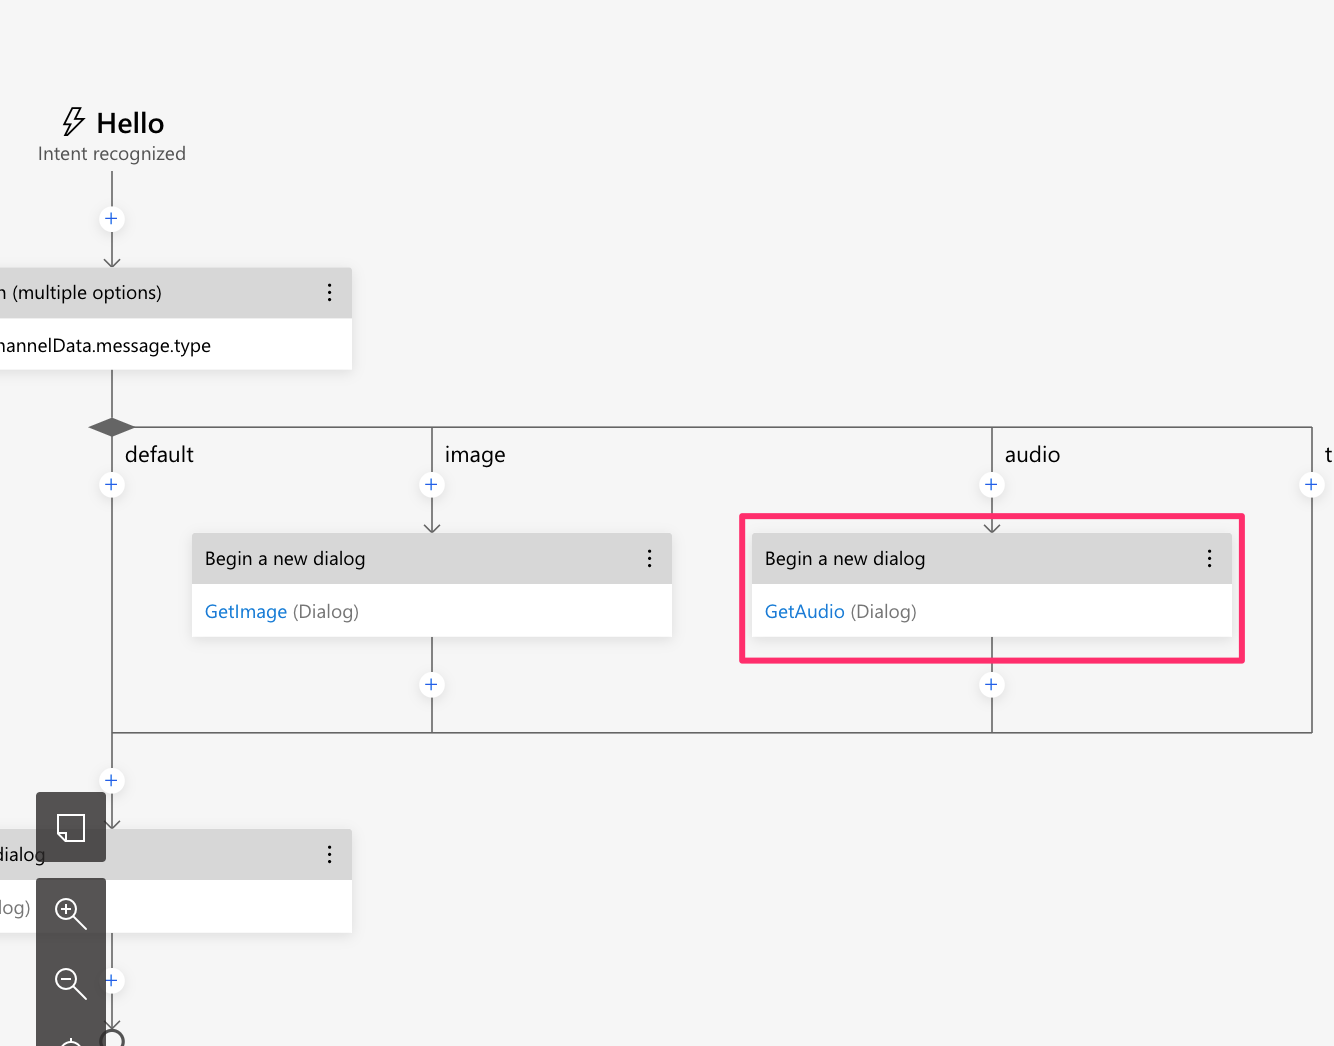 Hello
Intent recognized
(multiple options)
hannelData.message.type
default
image
audio
t
Begin a new dialog
Begin a new dialog
GetImage (Dialog)
GetAudio (Dialog)
dialog
log)